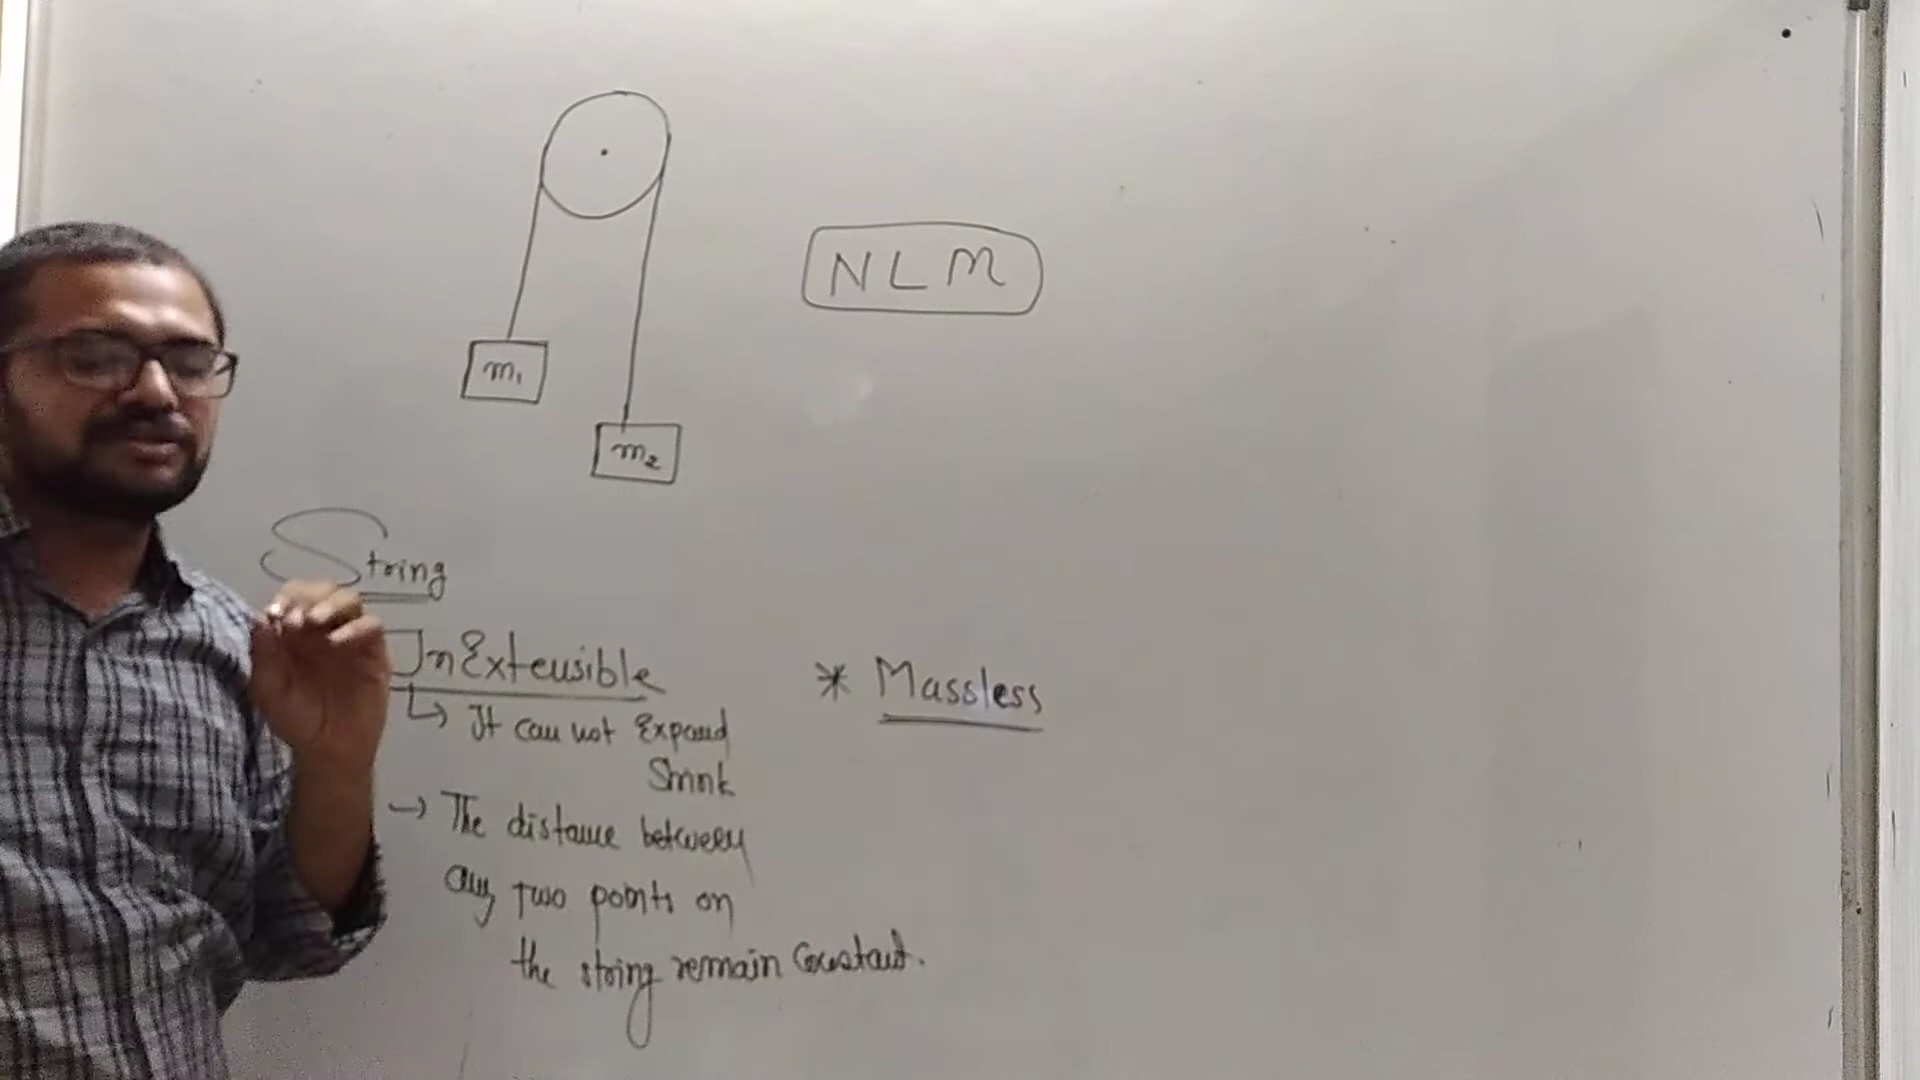 NLM
m₁
m₂
String
InExtensible
* Massless
↳ It can not Expand
Shrink
→ The distance between
any two points on
the string remain Constant.